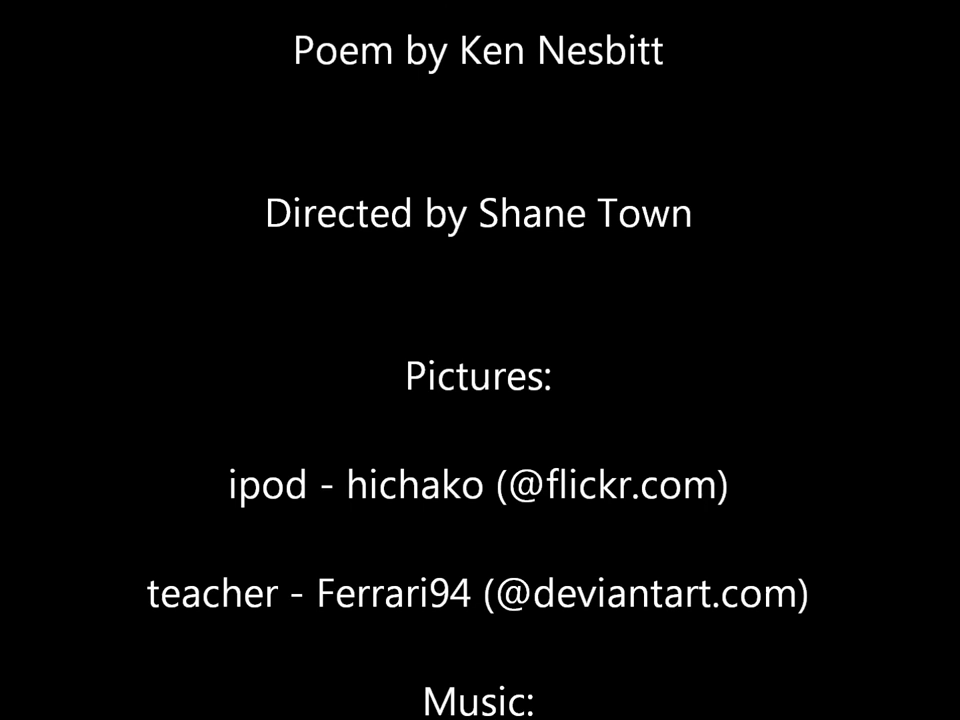 Poem by Ken Nesbitt
Directed by Shane Town
Pictures:
ipod - hichako (@flickr.com)
teacher - Ferrari94 (@deviantart.com)
Music: